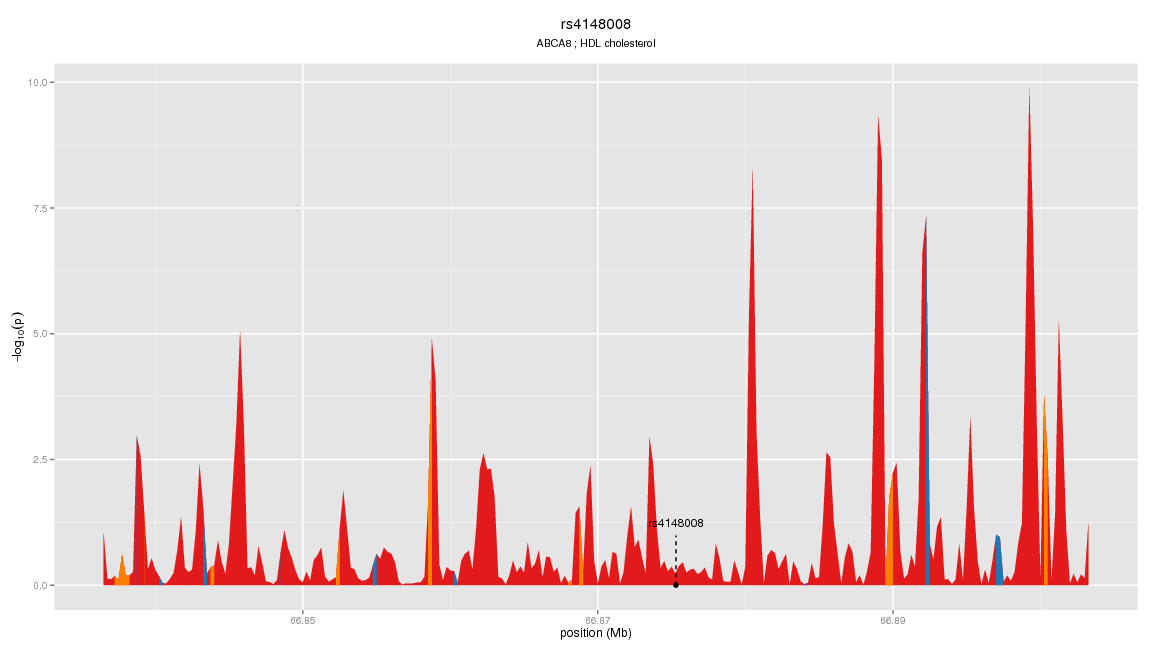 rs4148008
ABCA8 ; HDL cholesterol
10.0
7.5
5.0
2.5
0.0
−log10(p)
rs4148008
66.85
66.87
66.89
position (Mb)